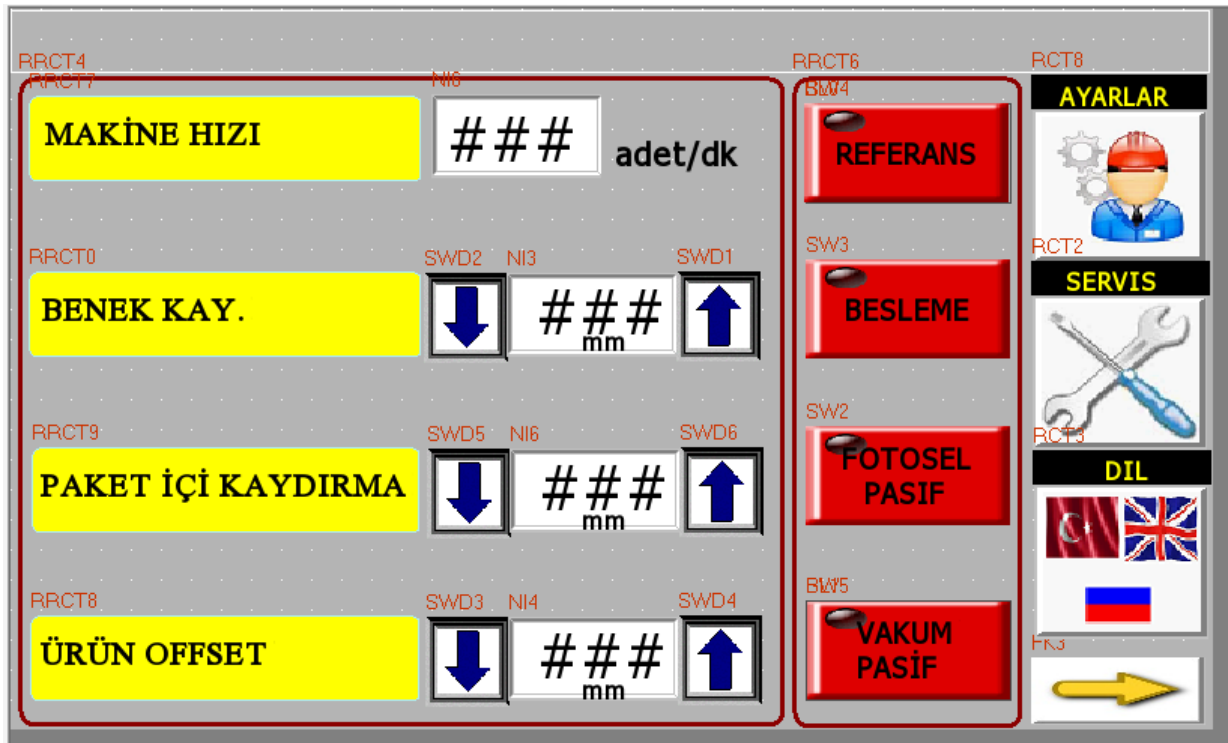 RRCT4
RRCT6
RCT8
RRCT7
NI0
MAKİNE HIZI
###
adet/dk
REFERANS
AYARLAR
RRCT0
SWD2
NI3
SWD1
SW3
RCT2
BENEK KAY.
###
mm
BESLEME
SERVIS
RRCT9
SWD5
NI6
SWD6
SW2
RCT3
PAKET İÇİ KAYDIRMA
###
mm
FOTOSEL
PASIF
DIL
RRCT8
SWD3
NI4
SWD4
ÜRÜN OFFSET
###
mm
VAKUM
PASİF